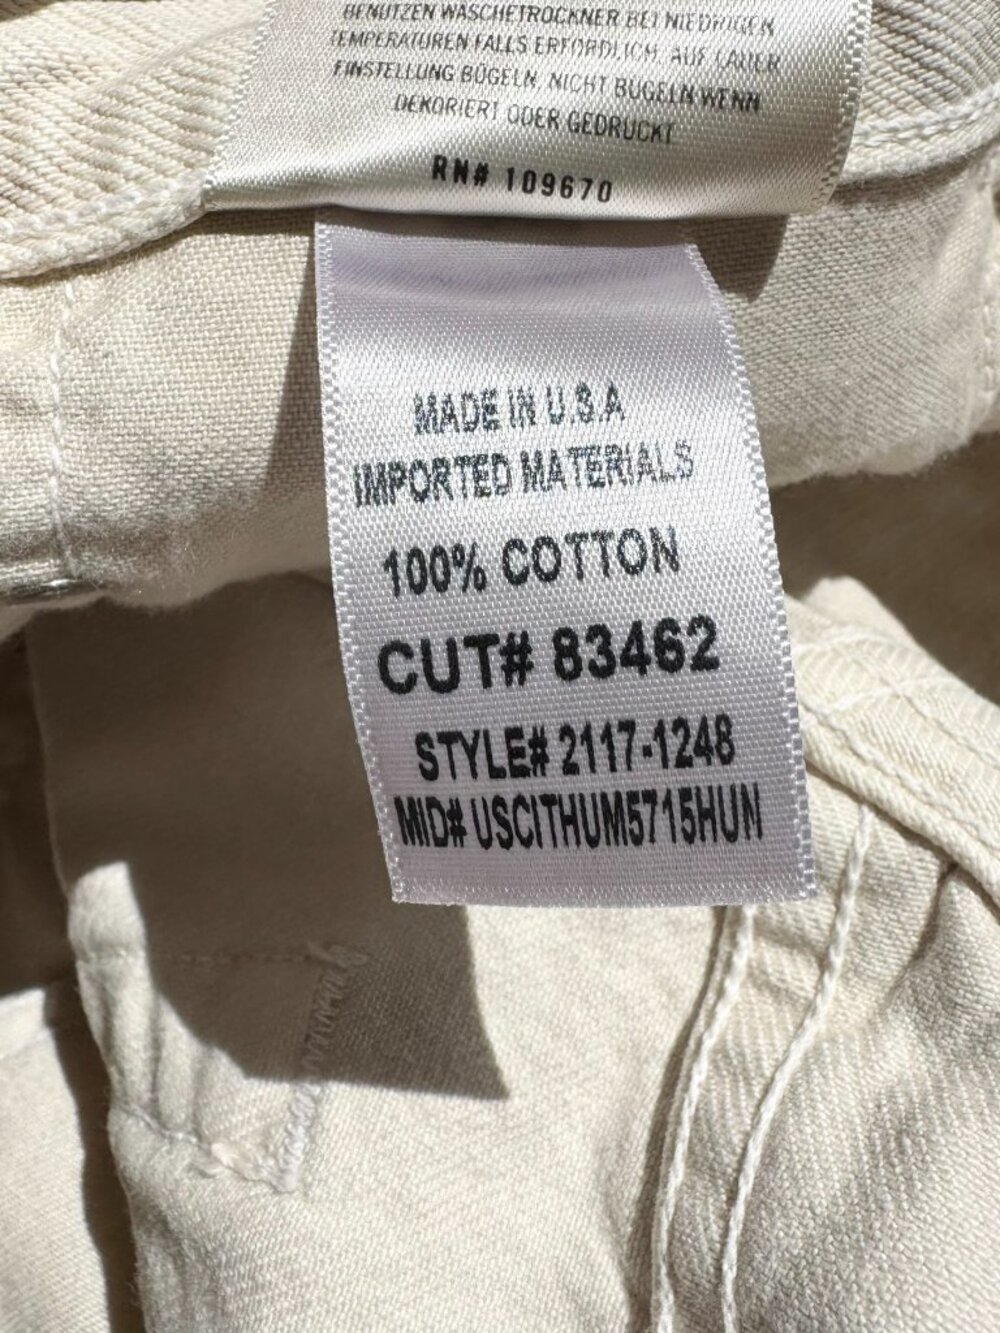 BENUTZEN WASCHETROCKNER BEI NIEDRIGEN
TEMPERATUREN FALLS ERFORDLICH, AUF LAUER
EINSTELLUNG BÜGELN, NICHT BUGELN WENN
DEKORIERT ODER GEDRUCKT
RN# 109670
MADE IN U.S.A
IMPORTED MATERIALS
100% COTTON
CUT# 83462
STYLE# 2117-1248
MID# USCITHUM5715HUN